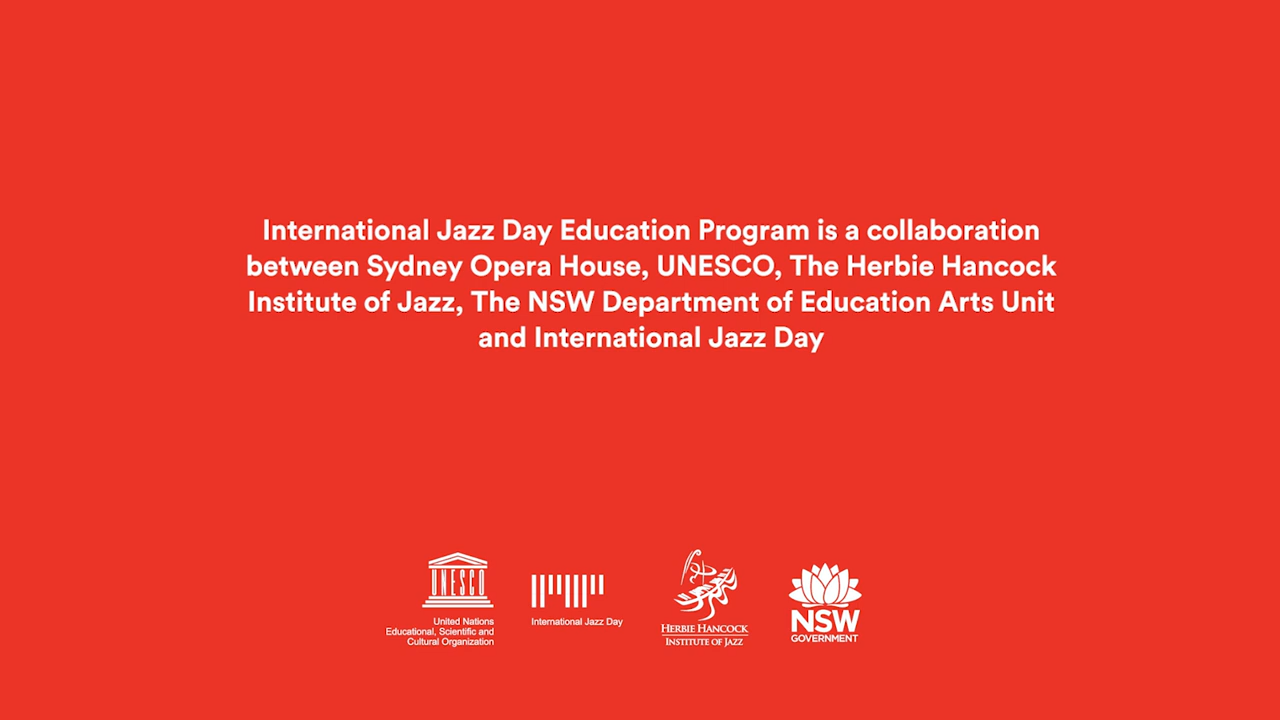 International Jazz Day Education Program is a collaboration
between Sydney Opera House, UNESCO, The Herbie Hancock
Institute of Jazz, The NSW Department of Education Arts Unit
and International Jazz Day
UNESCO
United Nations
Educational, Scientific and
Cultural Organization
International Jazz Day
HERBIE HANCOCK
INSTITUTE OF JAZZ
NSW
GOVERNMENT